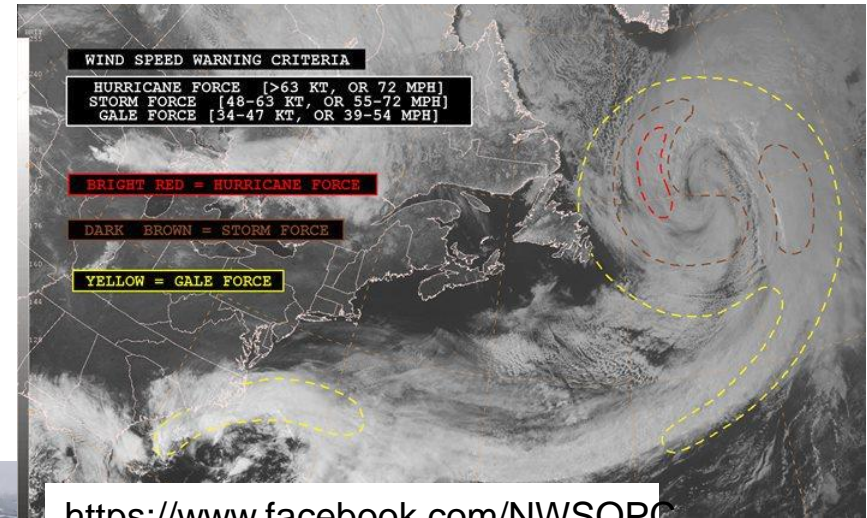 WIND SPEED WARNING CRITERIA
HURRICANE FORCE [>63 KT, OR 72 MPH]
STORM FORCE [48-63 KT, OR 55-72 MPH]
GALE FORCE [34-47 KT, OR 39-54 MPH]
BRIGHT RED = HURRICANE FORCE
DARK BROWN = STORM FORCE
YELLOW = GALE FORCE
https://www.facebook.com/NWSOPC